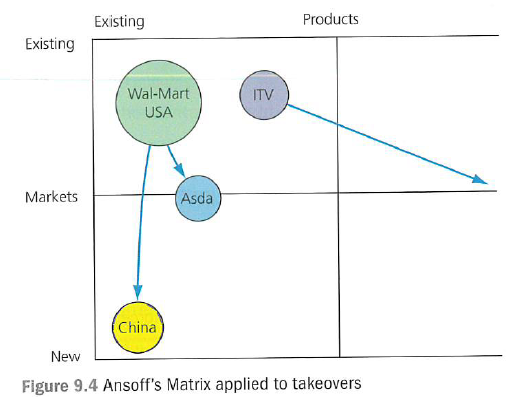 Existing
Products
Existing
Wal-Mart
USA
ITV
Markets
Asda
China
New
Figure 9.4 Ansoff's Matrix applied to takeovers